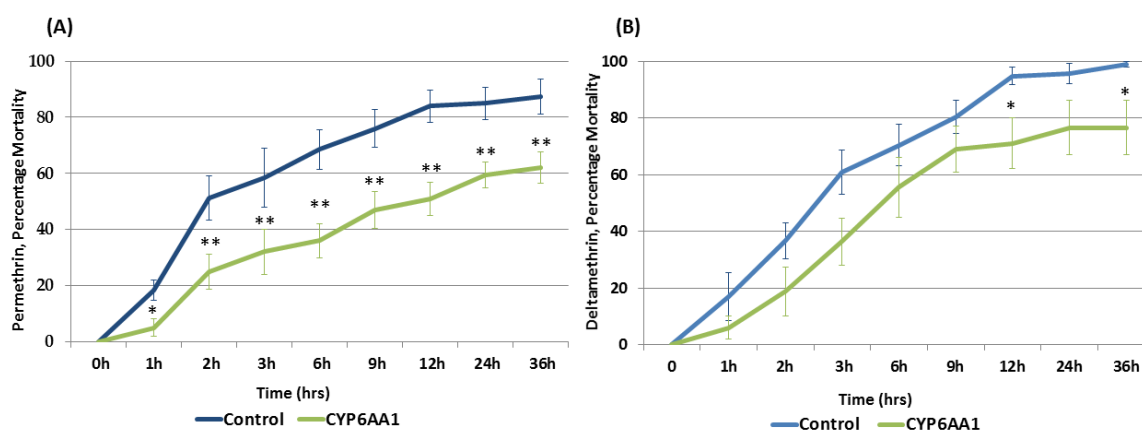 (A)
Permethrin, Percentage Mortality
100
80
60
40
20
0
*
**
**
**
**
**
**
**
0h 1h 2h 3h 6h 9h 12h 24h 36h
Time (hrs)
Control CYP6AA1
(B)
Deltamethrin, Percentage Mortality
100
80
60
40
20
0
*
*
0 1h 2h 3h 6h 9h 12h 24h 36h
Time (hrs)
Control CYP6AA1